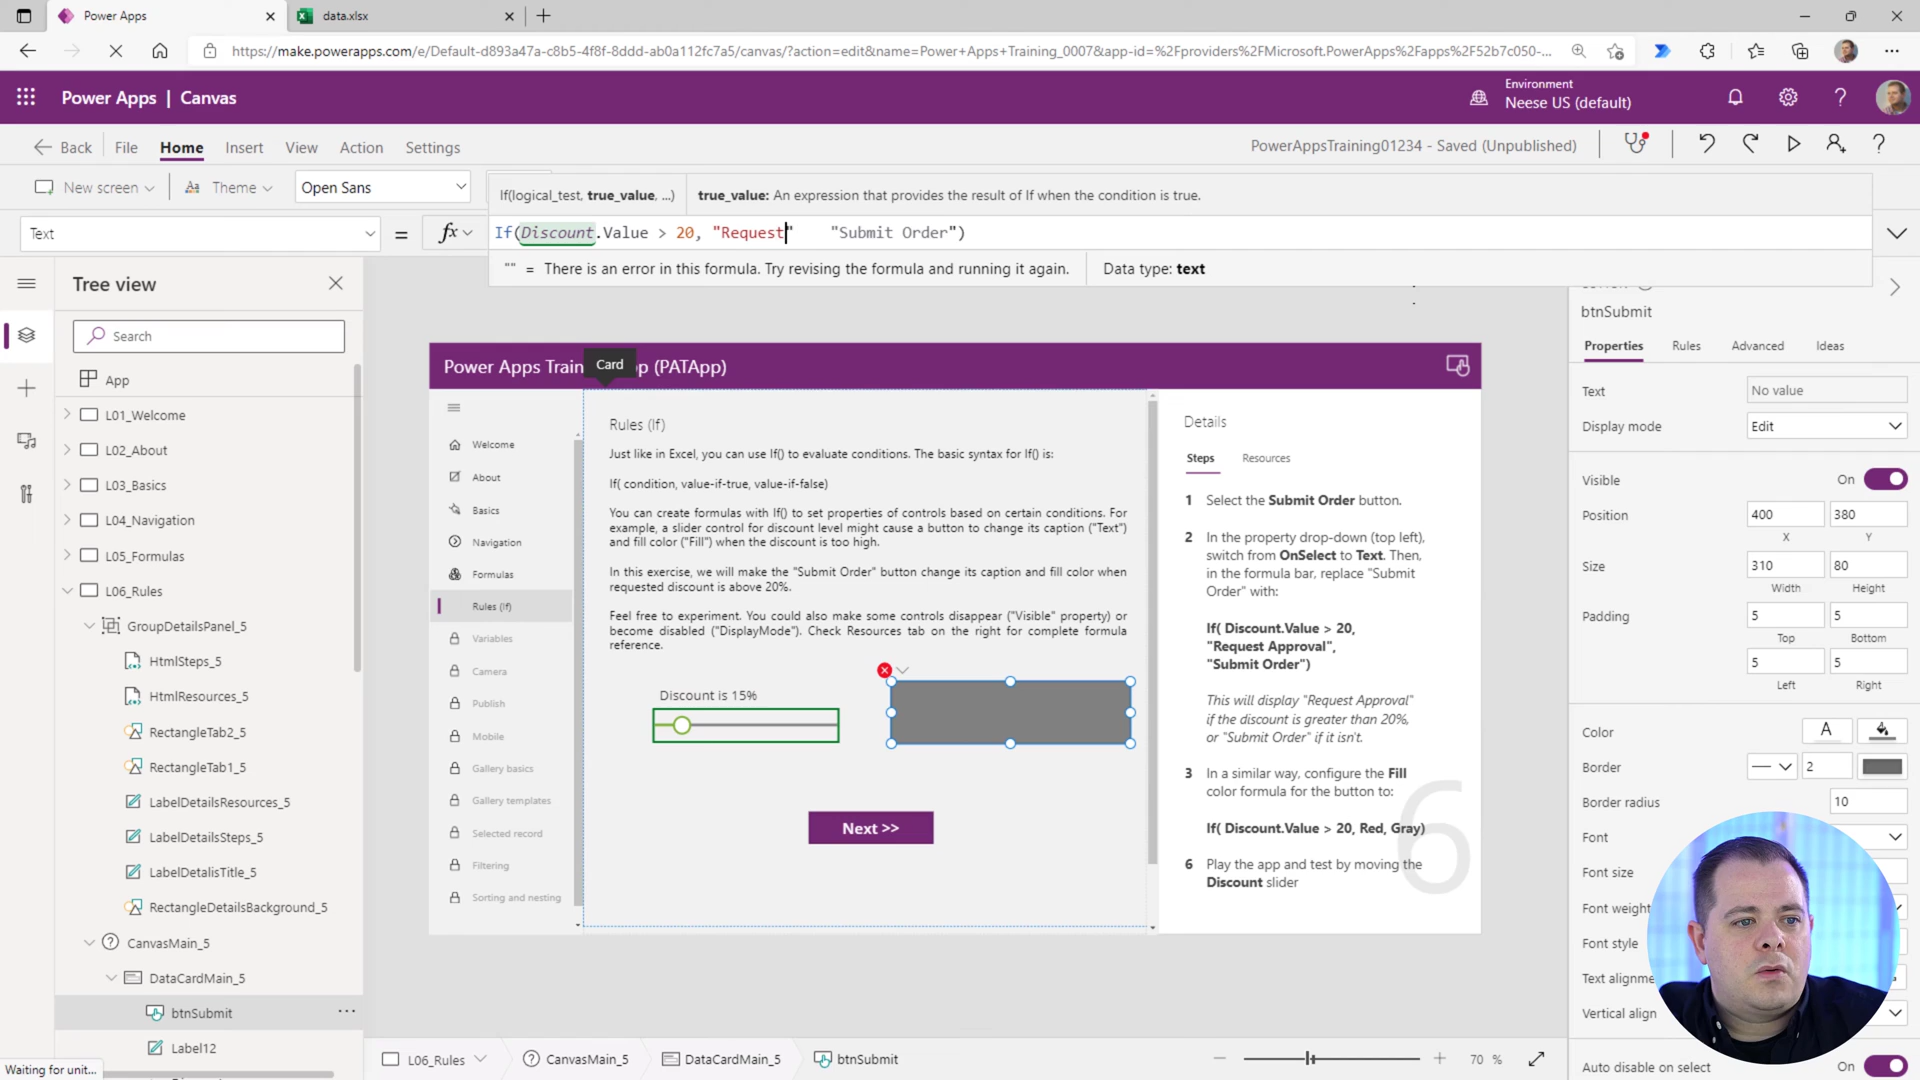 Power Apps
data.xlsx
https://make.powerapps.com/e/Default-d893a47a-c8b5-4f8f-8ddd-ab0a112fc7a5/canvas/?action=edit&name=Power+Apps+Training_0007&app-id=%2Fproviders%2FMicrosoft.PowerApps%2Fapps%2F52b7c050-...
Power Apps | Canvas
Environment
Neese US (default)
Back File Home Insert View Action Settings
PowerAppsTraining01234 - Saved (Unpublished)
New screen Theme Open Sans
If(logical_test, true_value, ...) true_value: An expression that provides the result of If when the condition is true.
Text = fx If(Discount.Value > 20, "Request" "Submit Order")
"" = There is an error in this formula. Try revising the formula and running it again. Data type: text
Tree view
Search
App
L01_Welcome
L02_About
L03_Basics
L04_Navigation
L05_Formulas
L06_Rules
GroupDetailsPanel_5
HtmlSteps_5
HtmlResources_5
RectangleTab2_5
RectangleTab1_5
LabelDetailsResources_5
LabelDetailsSteps_5
LabelDetalisTitle_5
RectangleDetailsBackground_5
CanvasMain_5
DataCardMain_5
btnSubmit
Label12
Waiting for unit...
Power Apps Train
Card
p (PATApp)
Welcome
About
Basics
Navigation
Formulas
Rules (If)
Variables
Camera
Publish
Mobile
Gallery basics
Gallery templates
Selected record
Filtering
Sorting and nesting
Rules (If)
Just like in Excel, you can use If() to evaluate conditions. The basic syntax for If() is:
If( condition, value-if-true, value-if-false)
You can create formulas with If() to set properties of controls based on certain conditions. For
example, a slider control for discount level might cause a button to change its caption ("Text")
and fill color ("Fill") when the discount is too high.
In this exercise, we will make the "Submit Order" button change its caption and fill color when
requested discount is above 20%.
Feel free to experiment. You could also make some controls disappear ("Visible" property) or
become disabled ("DisplayMode"). Check Resources tab on the right for complete formula
reference.
Discount is 15%
Next >>
Details
Steps Resources
1 Select the Submit Order button.
2 In the property drop-down (top left),
switch from OnSelect to Text. Then,
in the formula bar, replace "Submit
Order" with:
If( Discount.Value > 20,
"Request Approval",
"Submit Order")
This will display "Request Approval"
if the discount is greater than 20%,
or "Submit Order" if it isn't.
3 In a similar way, configure the Fill
color formula for the button to:
If( Discount.Value > 20, Red, Gray)
6 Play the app and test by moving the
Discount slider
6
btnSubmit
Properties Rules Advanced Ideas
Text No value
Display mode Edit
Visible On
Position 400 380
X Y
Size 310 80
Width Height
Padding 5 5
Top Bottom
5 5
Left Right
Color A
Border 2
Border radius 10
Font
Font size
Font weight
Font style
Text alignme
Vertical align
Auto disable on select On
L06_Rules CanvasMain_5 DataCardMain_5 btnSubmit
70 %